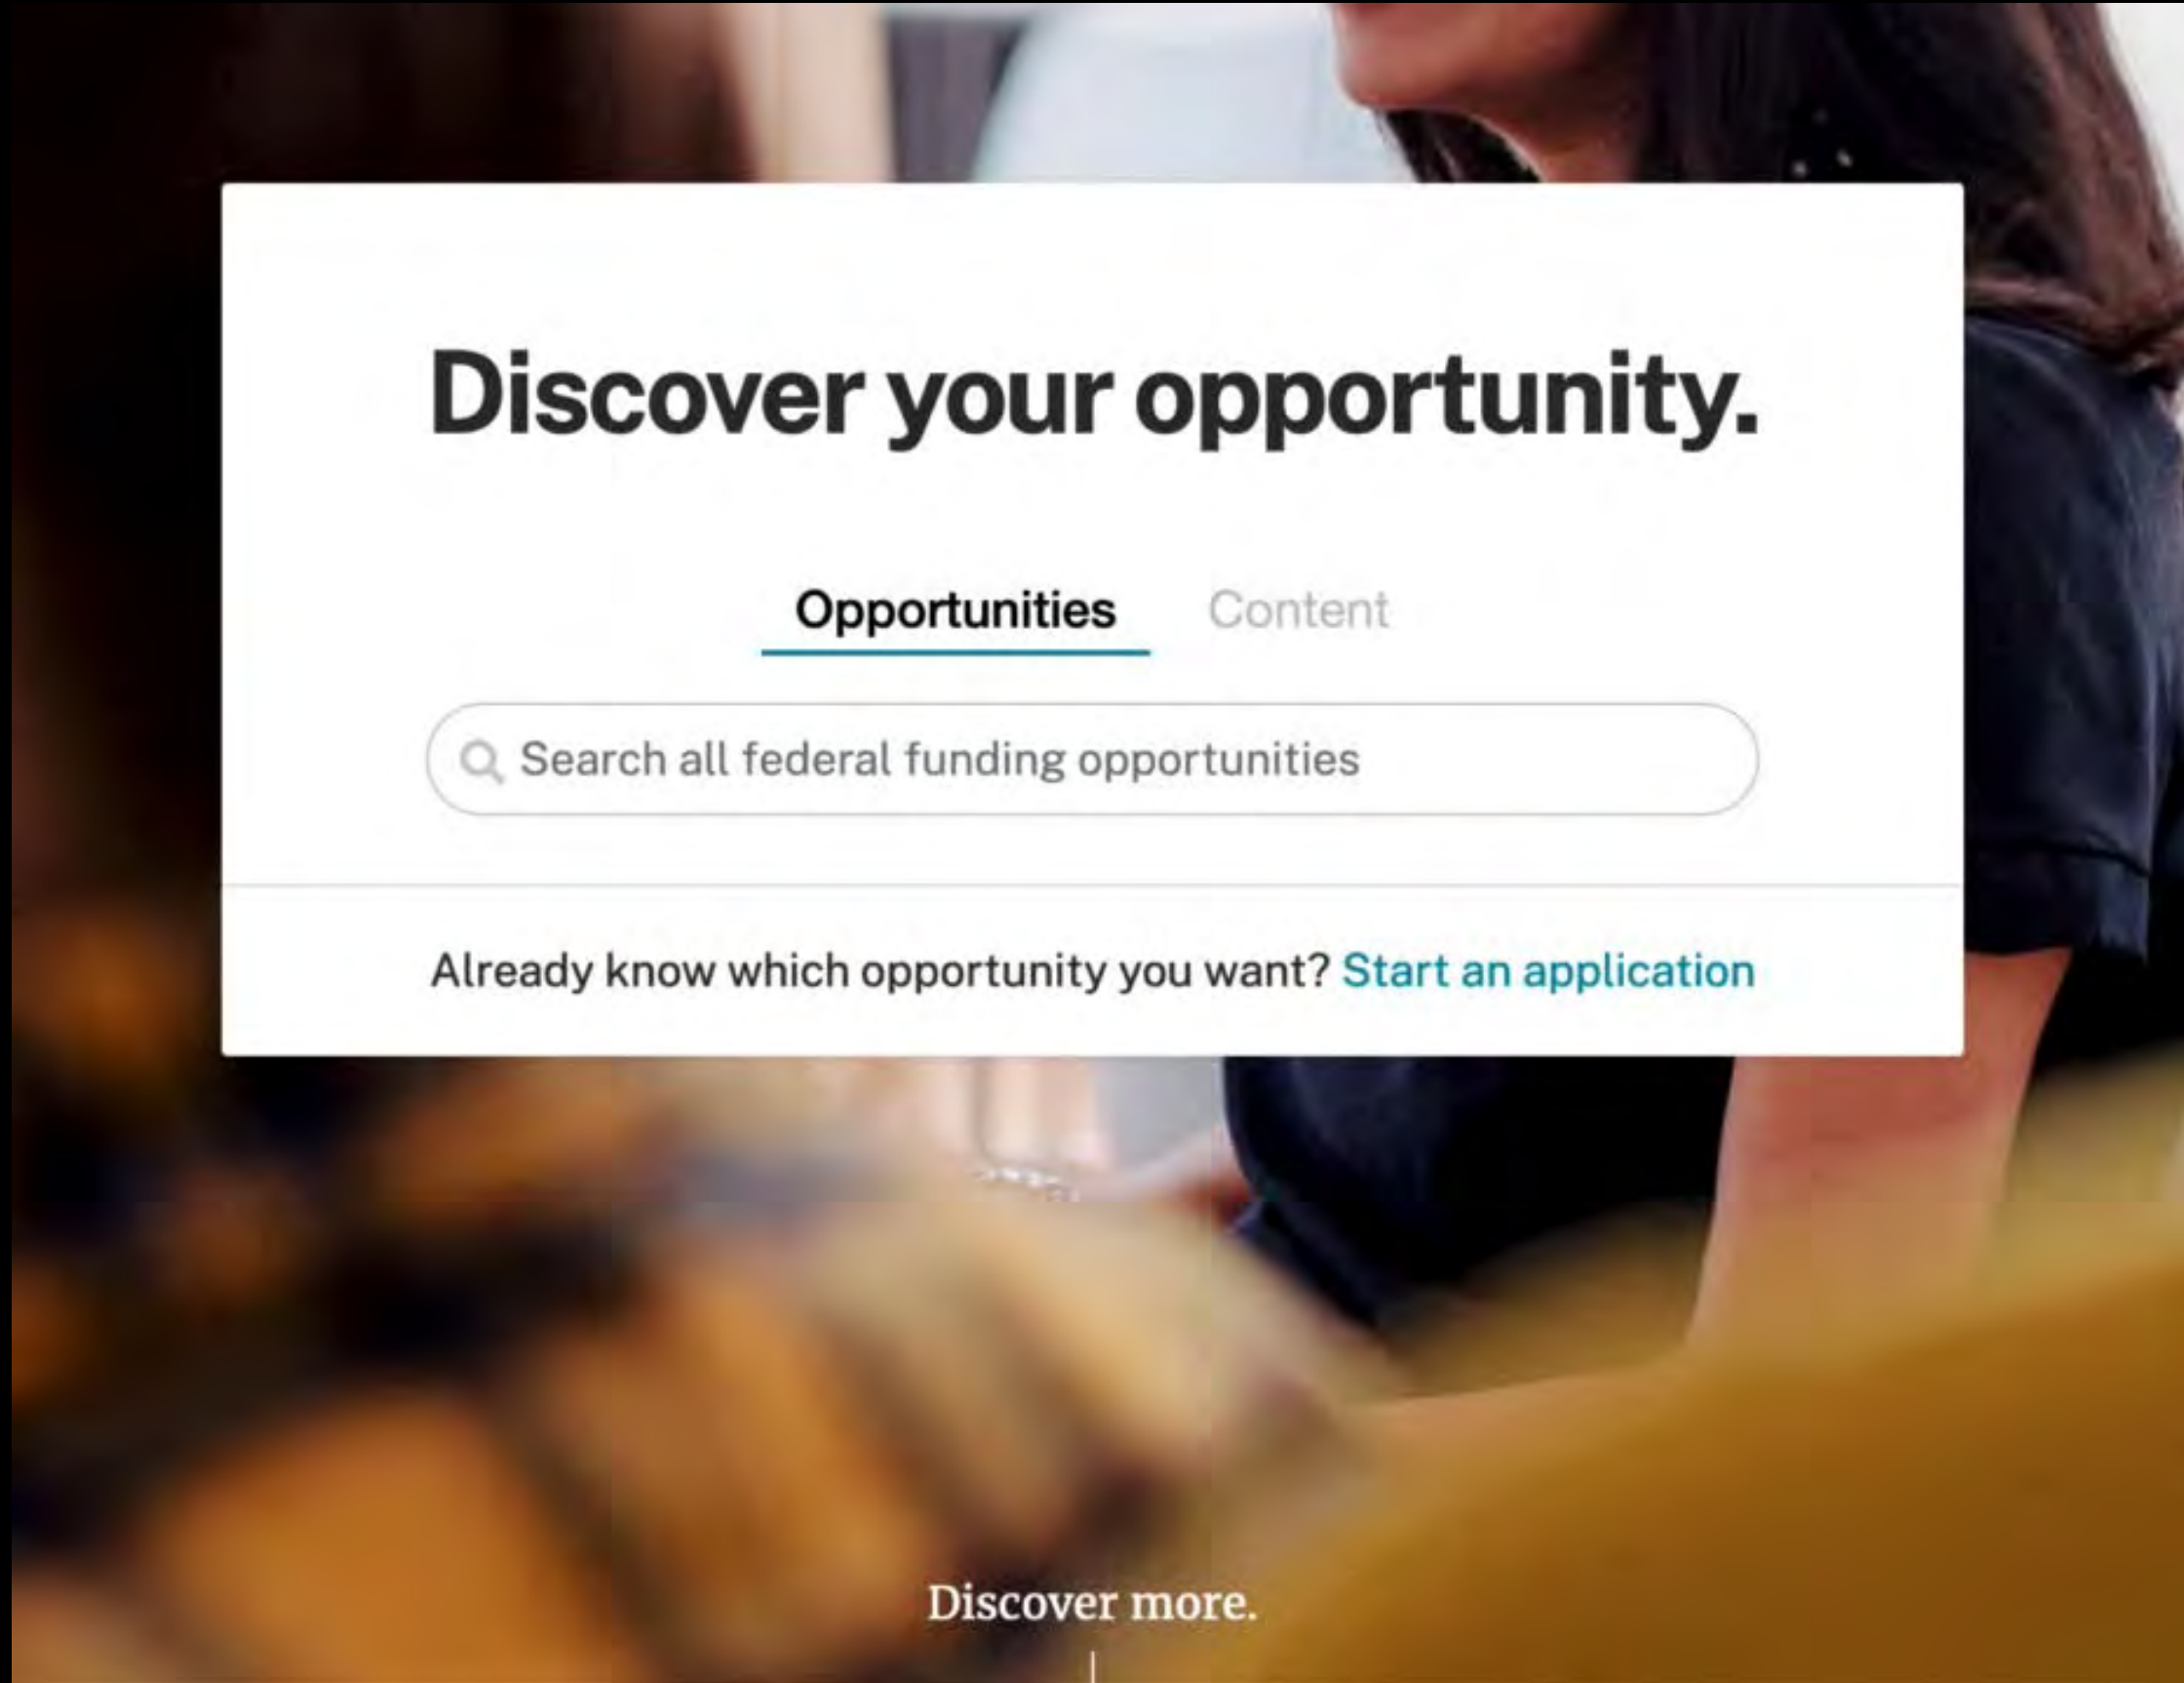 Discover your opportunity.
Opportunities Content
Search all federal funding opportunities
Already know which opportunity you want? Start an application
Discover more.